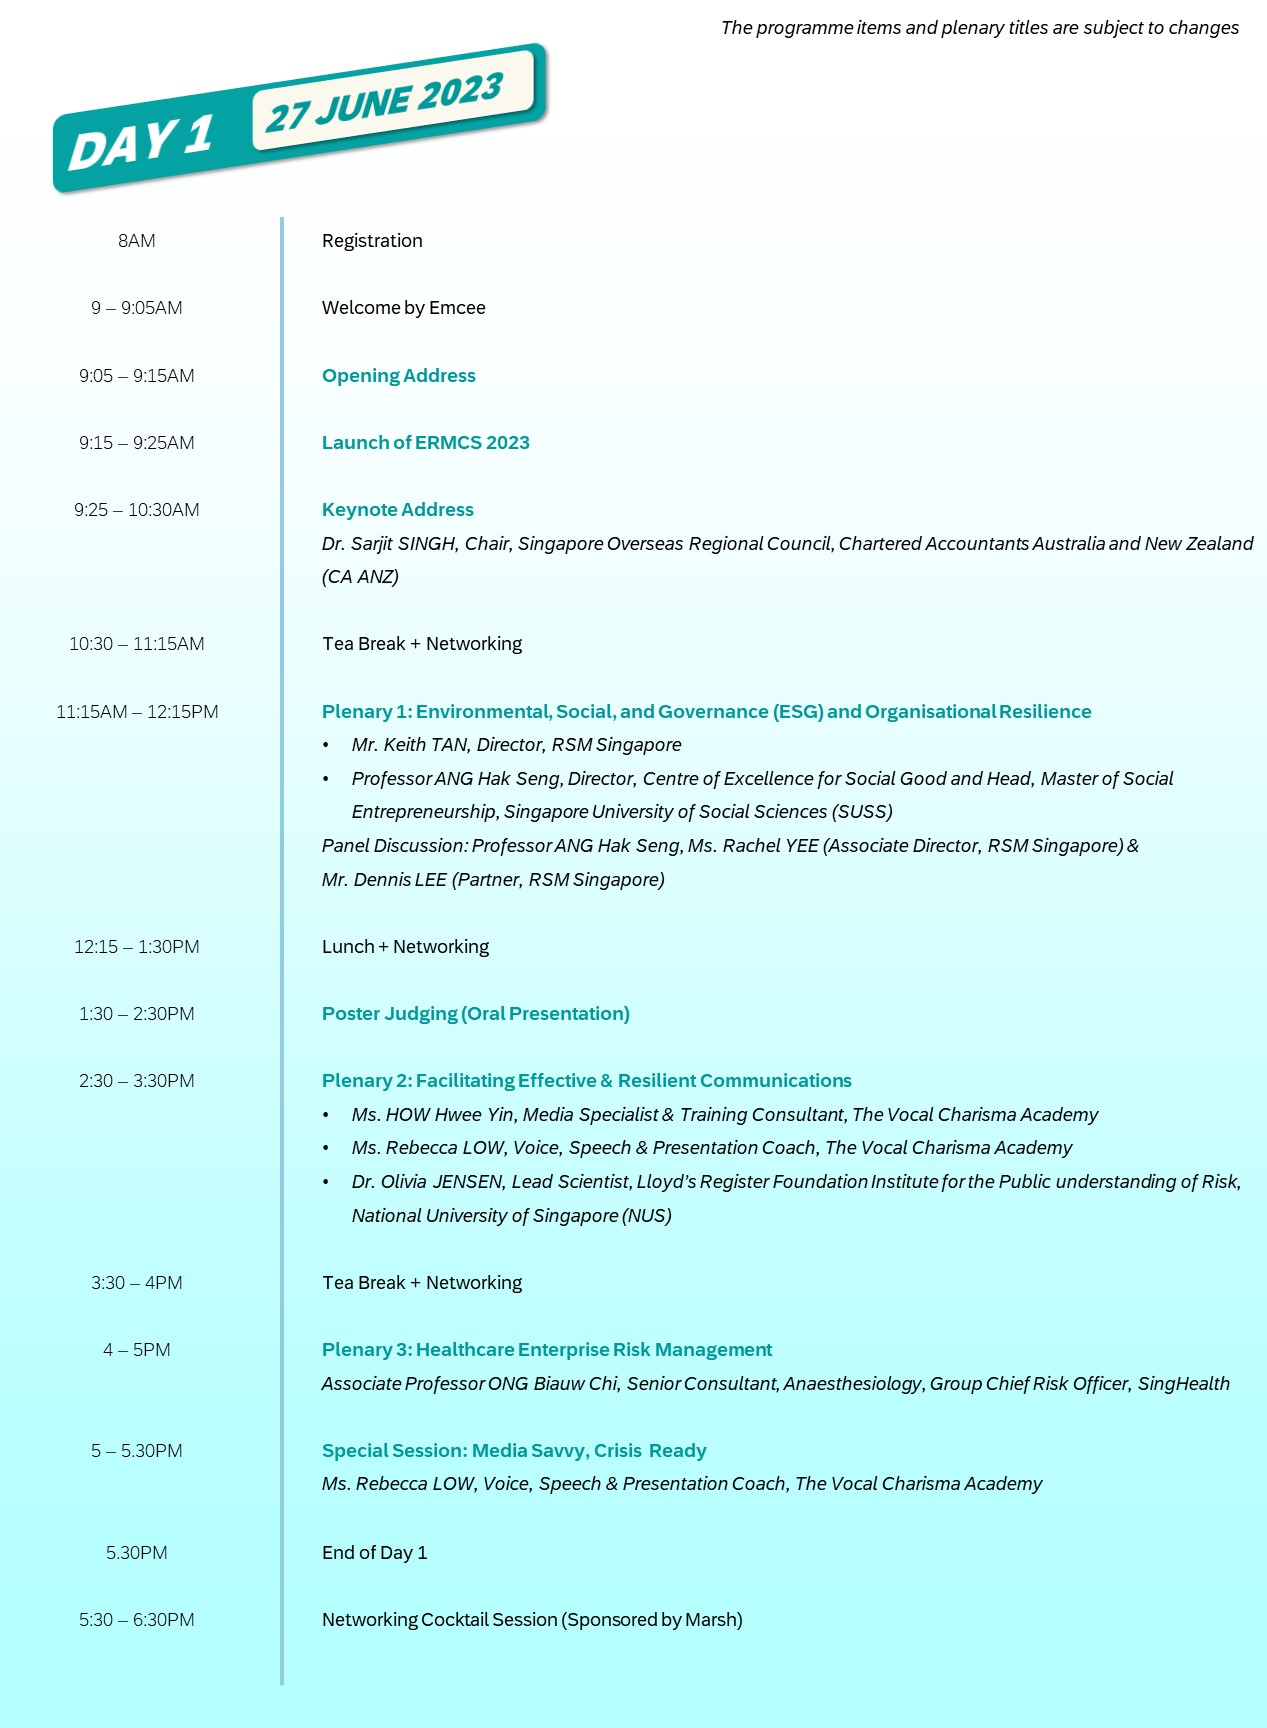 The programme items and plenary titles are subject to changes
DAY 1 27 JUNE 2023
8AM Registration
9 – 9:05AM Welcome by Emcee
9:05 – 9:15AM Opening Address
9:15 – 9:25AM Launch of ERMCS 2023
9:25 – 10:30AM Keynote Address
Dr. Sarjit SINGH, Chair, Singapore Overseas Regional Council, Chartered Accountants Australia and New Zealand
(CA ANZ)
10:30 – 11:15AM Tea Break + Networking
11:15AM – 12:15PM Plenary 1: Environmental, Social, and Governance (ESG) and Organisational Resilience
• Mr. Keith TAN, Director, RSM Singapore
• Professor ANG Hak Seng, Director, Centre of Excellence for Social Good and Head, Master of Social
Entrepreneurship, Singapore University of Social Sciences (SUSS)
Panel Discussion: Professor ANG Hak Seng, Ms. Rachel YEE (Associate Director, RSM Singapore) &
Mr. Dennis LEE (Partner, RSM Singapore)
12:15 – 1:30PM Lunch + Networking
1:30 – 2:30PM Poster Judging (Oral Presentation)
2:30 – 3:30PM Plenary 2: Facilitating Effective & Resilient Communications
• Ms. HOW Hwee Yin, Media Specialist & Training Consultant, The Vocal Charisma Academy
• Ms. Rebecca LOW, Voice, Speech & Presentation Coach, The Vocal Charisma Academy
• Dr. Olivia JENSEN, Lead Scientist, Lloyd’s Register Foundation Institute for the Public understanding of Risk,
National University of Singapore (NUS)
3:30 – 4PM Tea Break + Networking
4 – 5PM Plenary 3: Healthcare Enterprise Risk Management
Associate Professor ONG Biauw Chi, Senior Consultant, Anaesthesiology, Group Chief Risk Officer, SingHealth
5 – 5.30PM Special Session: Media Savvy, Crisis Ready
Ms. Rebecca LOW, Voice, Speech & Presentation Coach, The Vocal Charisma Academy
5.30PM End of Day 1
5:30 – 6:30PM Networking Cocktail Session (Sponsored by Marsh)